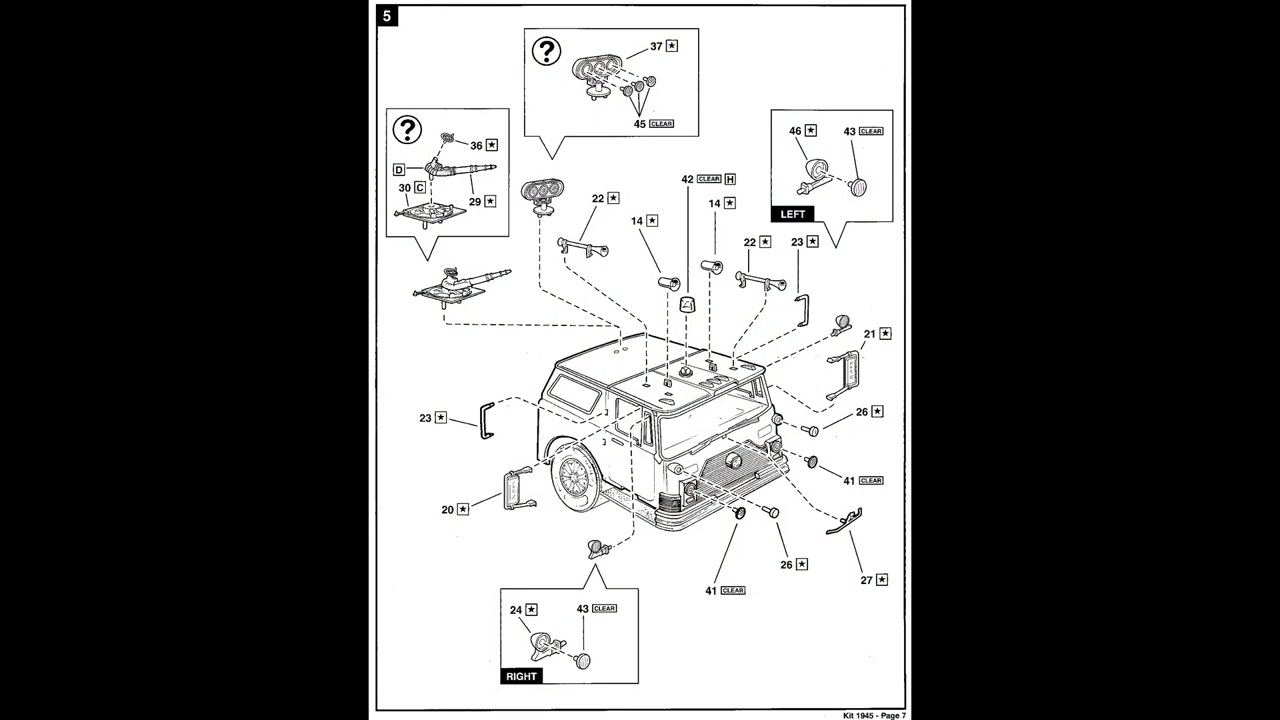 5
?
37 ★
45 CLEAR
?
36 ★
D
30 C
29 ★
46 ★
43 CLEAR
LEFT
42 CLEAR H
22 ★
14 ★
14 ★
22 ★
23 ★
21 ★
23 ★
26 ★
41 CLEAR
20 ★
26 ★
27 ★
41 CLEAR
24 ★
43 CLEAR
RIGHT
Kit 1945 - Page 7